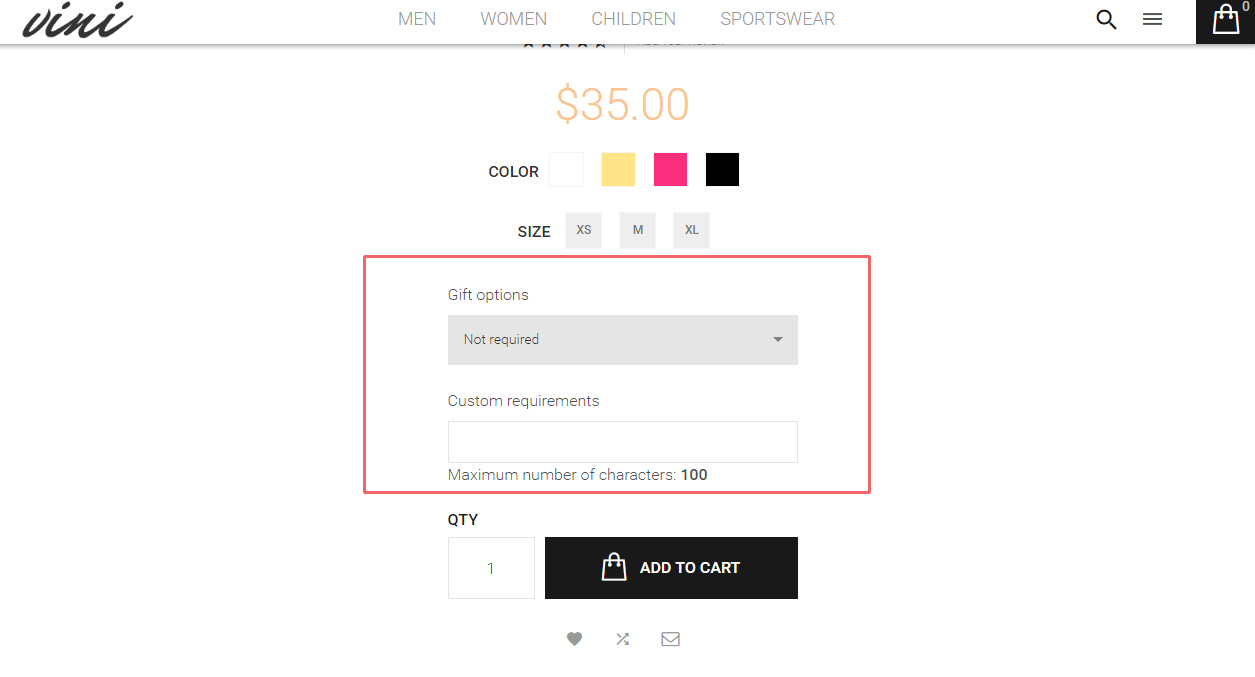 vini
MEN WOMEN CHILDREN SPORTSWEAR
0
$35.00
COLOR
SIZE XS M XL
Gift options
Not required
Custom requirements
Maximum number of characters: 100
QTY
1 ADD TO CART